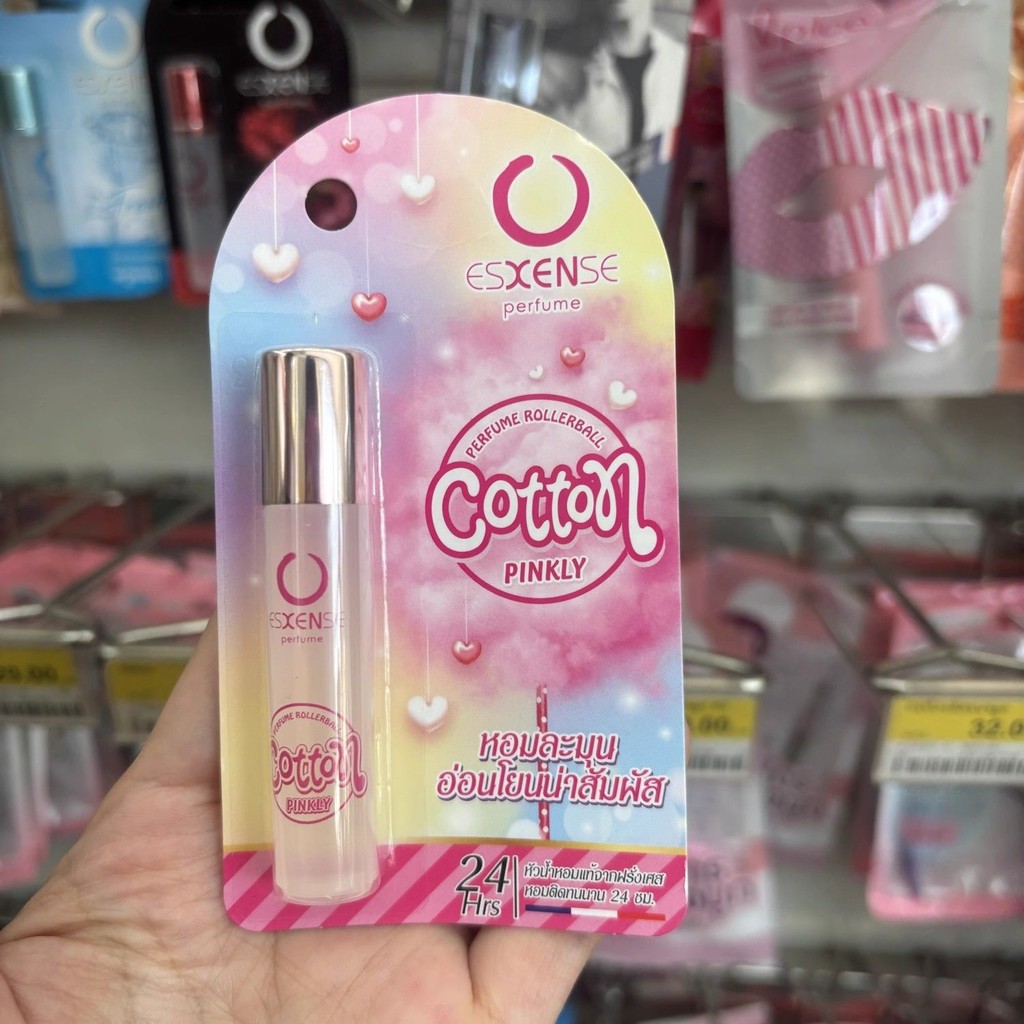 ESXENSE
ESXENSE
ESXENSE
perfume
PERFUME ROLLERBALL
Cotton
PINKLY
ESXENSE
perfume
PERFUME ROLLERBALL
Cotton
PINKLY
หอมละมุน
อ่อนโยนน่าสัมผัส
24 Hrs
หัวน้ำหอมแท้จากฝรั่งเศส
หอมติดทนนาน 24 ชม.